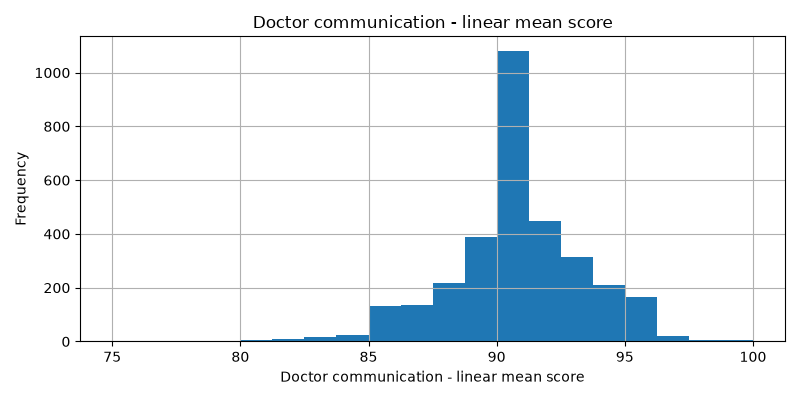 Doctor communication - linear mean score
1000
800
600
400
200
0
Frequency
75 80 85 90 95 100
Doctor communication - linear mean score